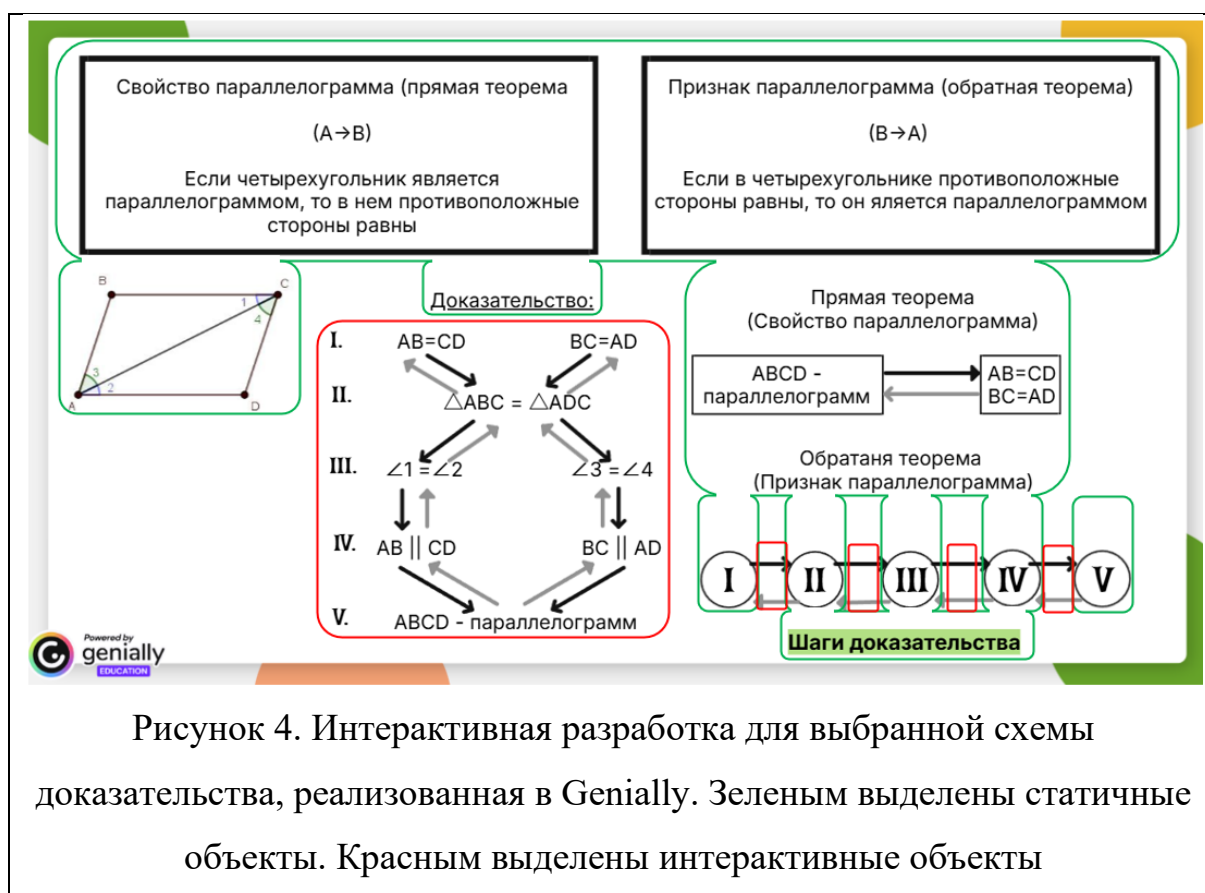 Свойство параллелограмма (прямая теорема
(A→B)
Если четырехугольник является
параллелограммом, то в нем противоположные
стороны равны
Признак параллелограмма (обратная теорема)
(B→A)
Если в четырехугольнике противоположные
стороны равны, то он яляется параллелограммом
B
C
1
4
3
2
A
D
Доказательство:
I. AB=CD BC=AD
II. △ABC = △ADC
III. ∠1 =∠2 ∠3 =∠4
IV. AB || CD BC || AD
V. ABCD - параллелограмм
Прямая теорема
(Свойство параллелограмма)
ABCD -
параллелограмм
AB=CD
BC=AD
Обратаня теорема
(Признак параллелограмма)
I II III IV V
Шаги доказательства
Powered by
genially
EDUCATION
Рисунок 4. Интерактивная разработка для выбранной схемы
доказательства, реализованная в Genially. Зеленым выделены статичные
объекты. Красным выделены интерактивные объекты